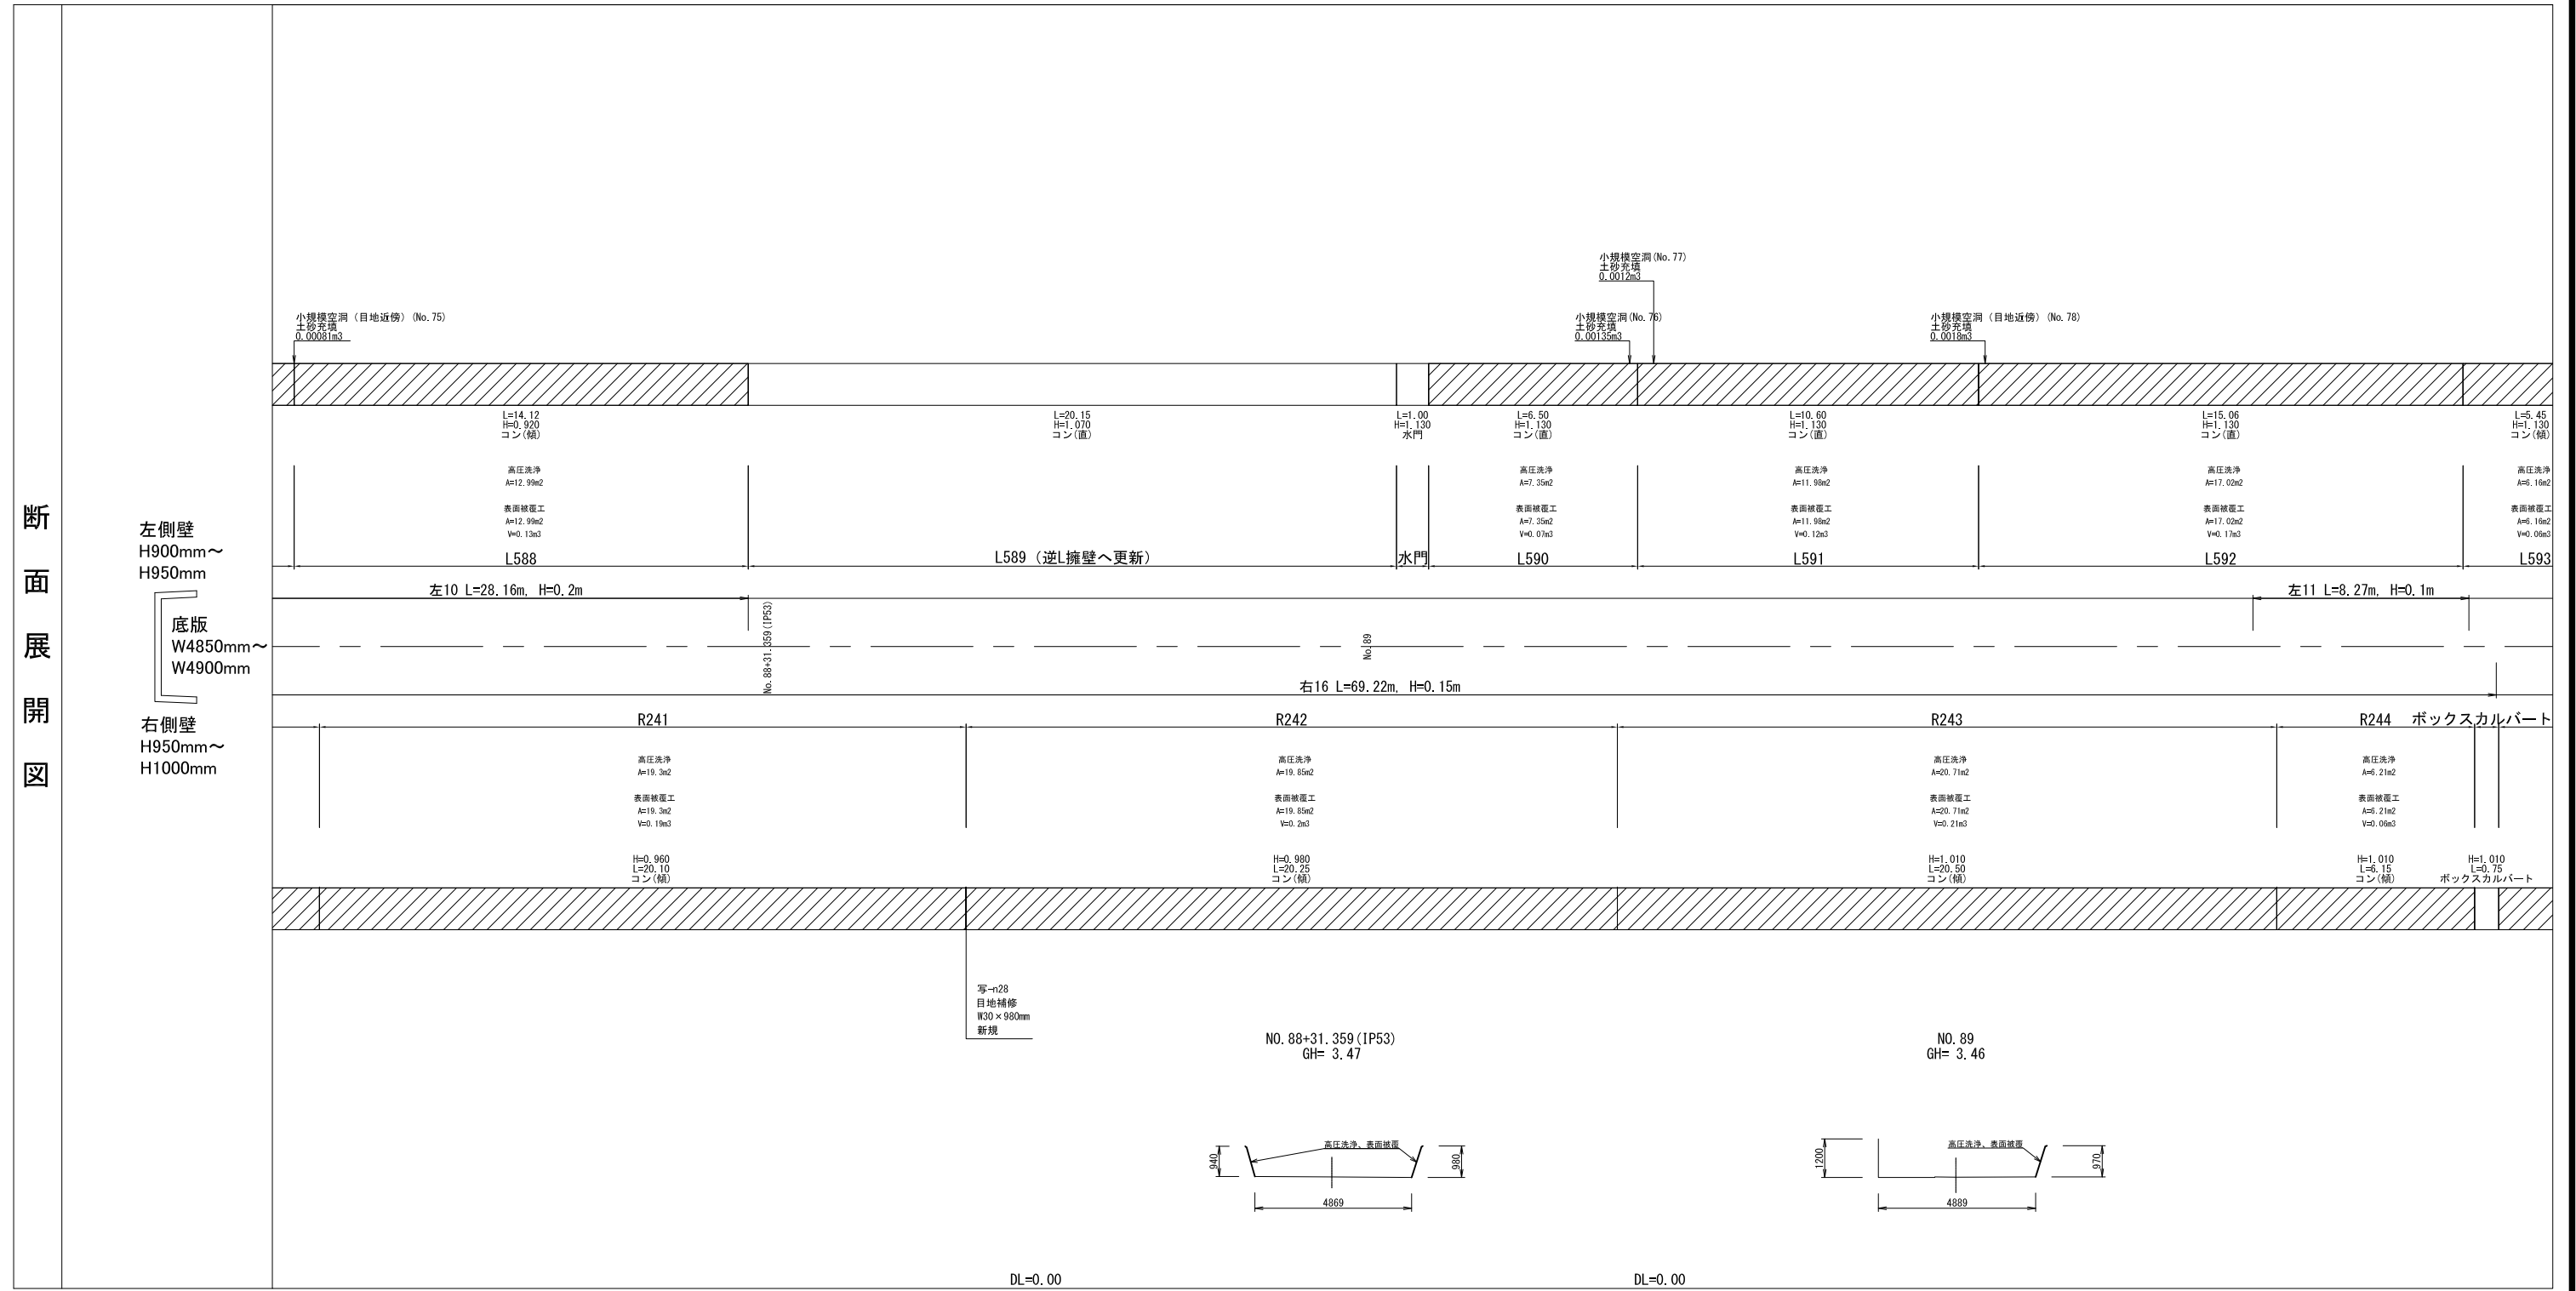 断面展開図
左側壁
H900mm～
H950mm
底版
W4850mm～
W4900mm
右側壁
H950mm～
H1000mm
小規模空洞（目地近傍）(No.75)
土砂充填
0.00081m3
小規模空洞(No.77)
土砂充填
0.0012m3
小規模空洞(No.76)
土砂充填
0.00135m3
小規模空洞（目地近傍）(No.78)
土砂充填
0.0018m3
L=14.12
H=0.920
コン(傾)
L=20.15
H=1.070
コン(直)
L=1.00
H=1.130
水門
L=6.50
H=1.130
コン(直)
L=10.60
H=1.130
コン(直)
L=15.06
H=1.130
コン(直)
L=5.45
H=1.130
コン(傾)
高圧洗浄
A=12.99m2
表面被覆工
A=12.99m2
V=0.13m3
高圧洗浄
A=7.35m2
表面被覆工
A=7.35m2
V=0.07m3
高圧洗浄
A=11.98m2
表面被覆工
A=11.98m2
V=0.12m3
高圧洗浄
A=17.02m2
表面被覆工
A=17.02m2
V=0.17m3
高圧洗浄
A=6.16m2
表面被覆工
A=6.16m2
V=0.06m3
L588
L589（逆L擁壁へ更新）
水門
L590
L591
L592
L593
左10 L=28.16m, H=0.2m
左11 L=8.27m, H=0.1m
No.88+31.359(IP53)
No.89
右16 L=69.22m, H=0.15m
R241
R242
R243
R244
ボックスカルバート
高圧洗浄
A=19.3m2
表面被覆工
A=19.3m2
V=0.19m3
高圧洗浄
A=19.85m2
表面被覆工
A=19.85m2
V=0.2m3
高圧洗浄
A=20.71m2
表面被覆工
A=20.71m2
V=0.21m3
高圧洗浄
A=6.21m2
表面被覆工
A=6.21m2
V=0.06m3
H=0.960
L=20.10
コン(傾)
H=0.980
L=20.25
コン(傾)
H=1.010
L=20.50
コン(傾)
H=1.010
L=6.15
コン(傾)
H=1.010
L=0.75
ボックスカルバート
写-n28
目地補修
W30×980mm
新規
NO.88+31.359(IP53)
GH= 3.47
高圧洗浄、表面被覆
940
980
4869
DL=0.00
NO.89
GH= 3.46
高圧洗浄、表面被覆
1200
970
4889
DL=0.00